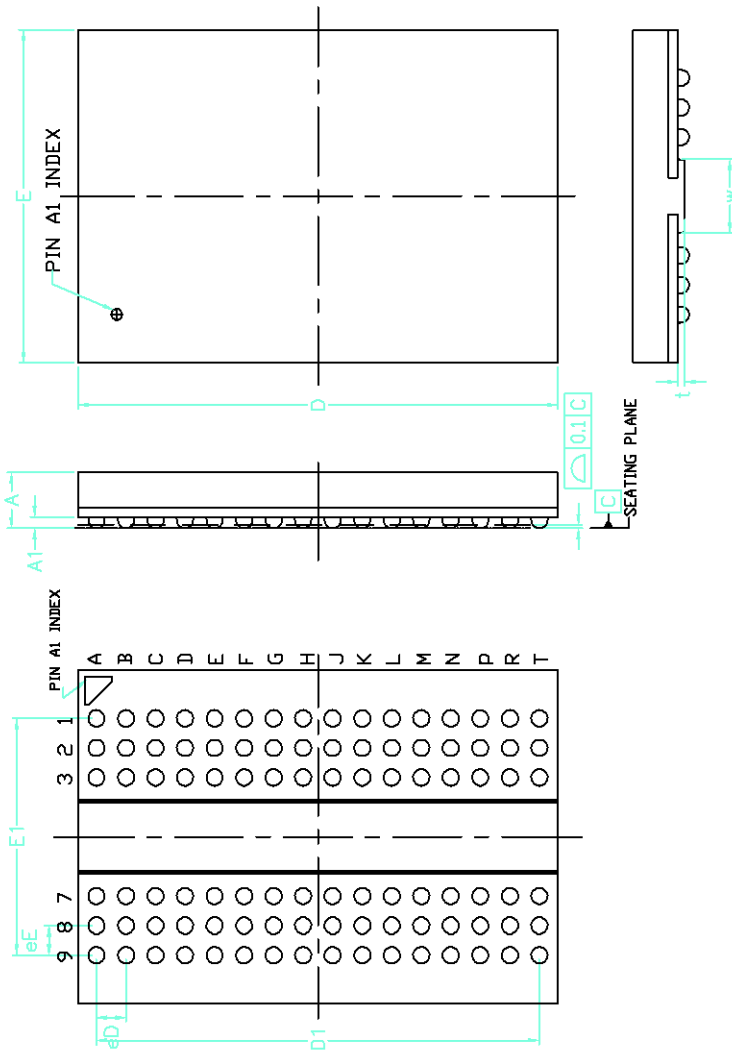 E
PIN A1 INDEX
D
W
t
A
A1
0.1 C
C
SEATING PLANE
PIN A1 INDEX
A B C D E F G H J K L M N P R T
1
2
3
7
8
9
E1
eE
eD
D1